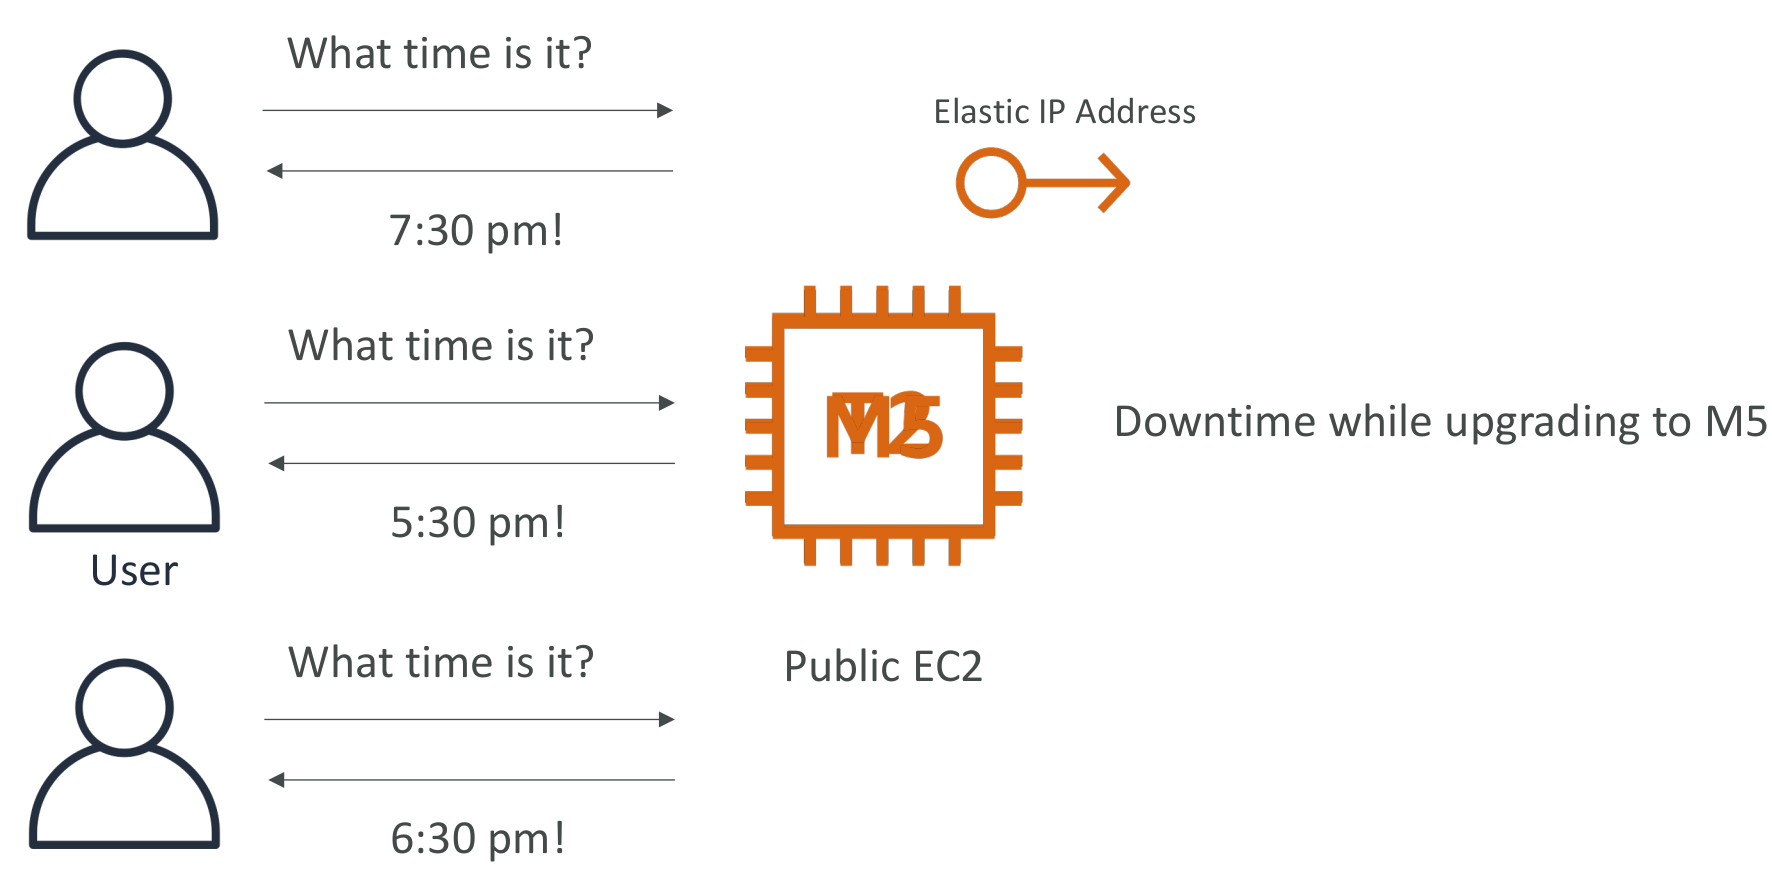 What time is it?
Elastic IP Address
7:30 pm!
What time is it?
Downtime while upgrading to M5
5:30 pm!
User
What time is it?
Public EC2
6:30 pm!